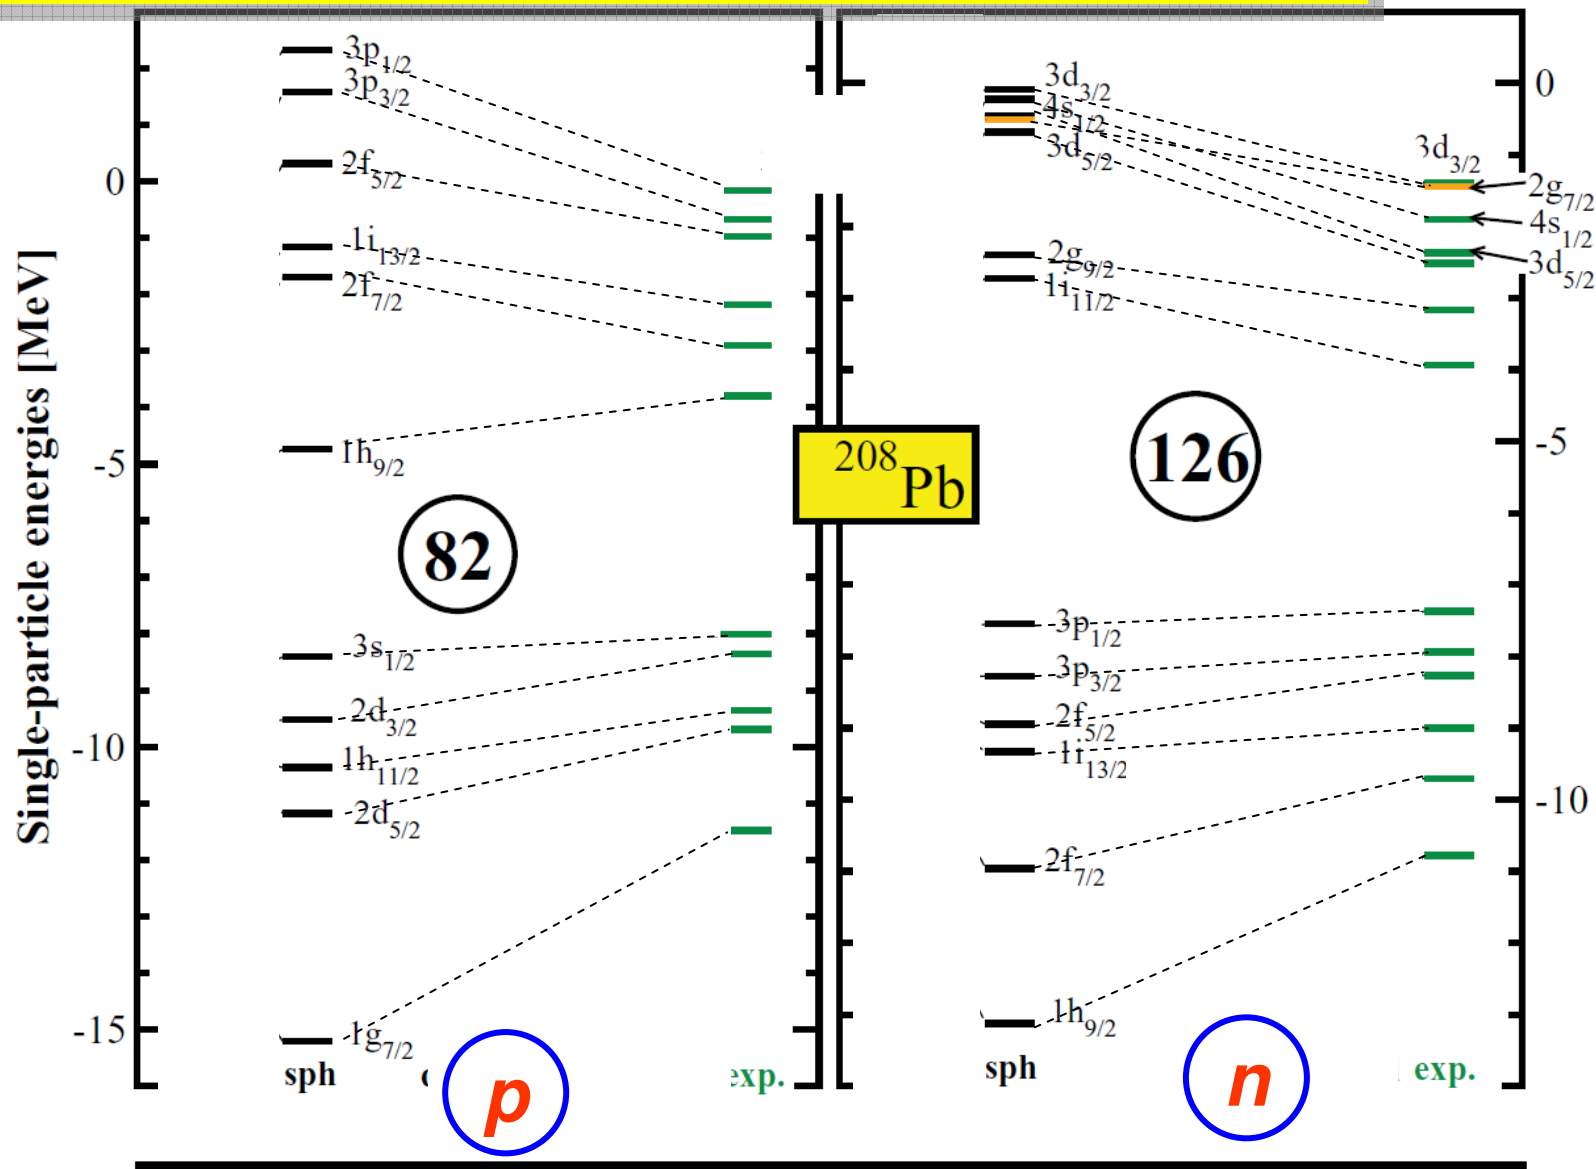 Single-particle energies [MeV]
0
-5
-10
-15
3p1/2
3p3/2
2f5/2
1i13/2
2f7/2
1h9/2
82
3s1/2
2d3/2
1h11/2
2d5/2
1g7/2
sph
p
exp.
208Pb
3d3/2
4s1/2
3d5/2
2g9/2
1i11/2
126
3p1/2
3p3/2
2f5/2
1i13/2
2f7/2
1h9/2
sph
n
exp.
3d3/2
2g7/2
4s1/2
3d5/2
0
-5
-10